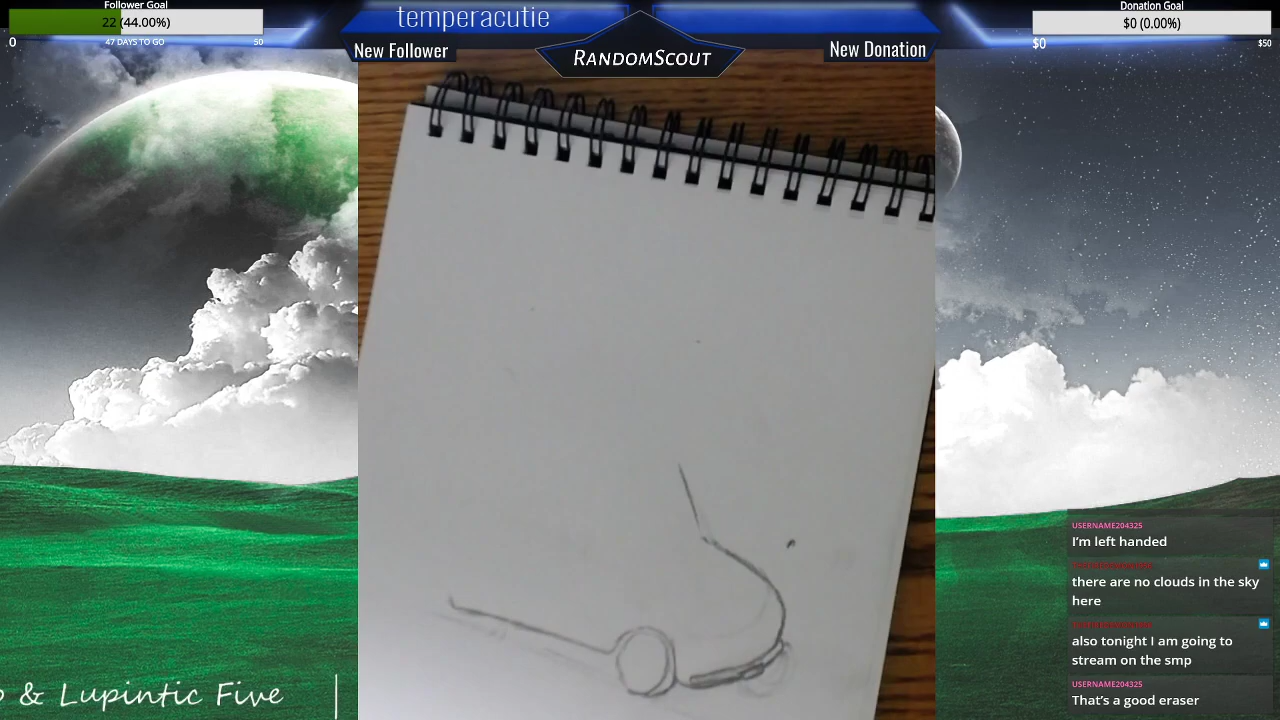 Follower Goal
22 (44.00%)
0
47 DAYS TO GO
50
temperacutie
New Follower
RANDOMSCOUT
New Donation
Donation Goal
$0 (0.00%)
$0
$50
USERNAME204325
I'm left handed
there are no clouds in the sky
here
also tonight I am going to
stream on the smp
USERNAME204325
That's a good eraser
& Lupintic Five
|